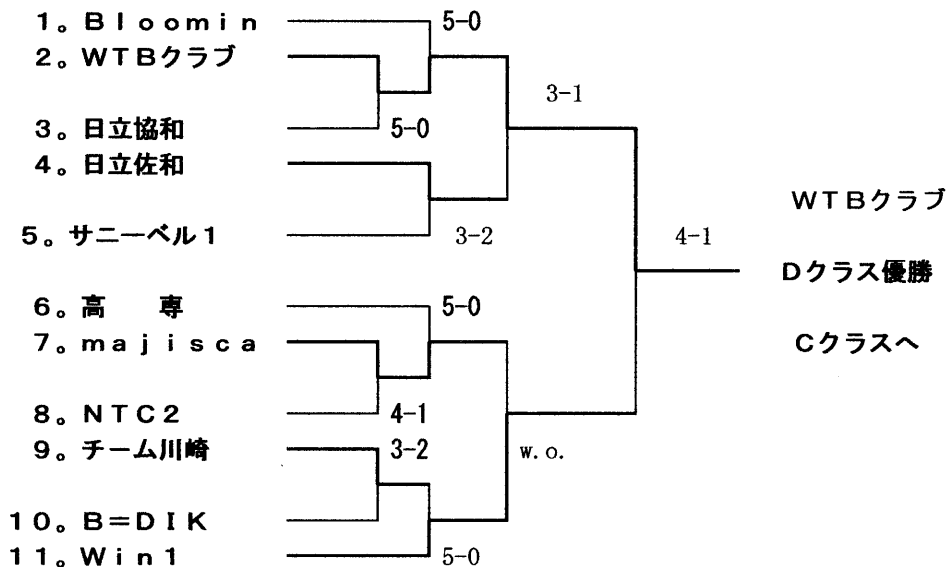 1。Bloomin 5-0
2。WTBクラブ
3-1
3。日立協和 5-0
4。日立佐和
WTBクラブ
5。サニーベル1 3-2 4-1
Dクラス優勝
6。高　専 5-0
7。majisca Cクラスへ
8。NTC2 4-1
9。チーム川崎 3-2 w.o.
10。B=DIK
11。Win1 5-0